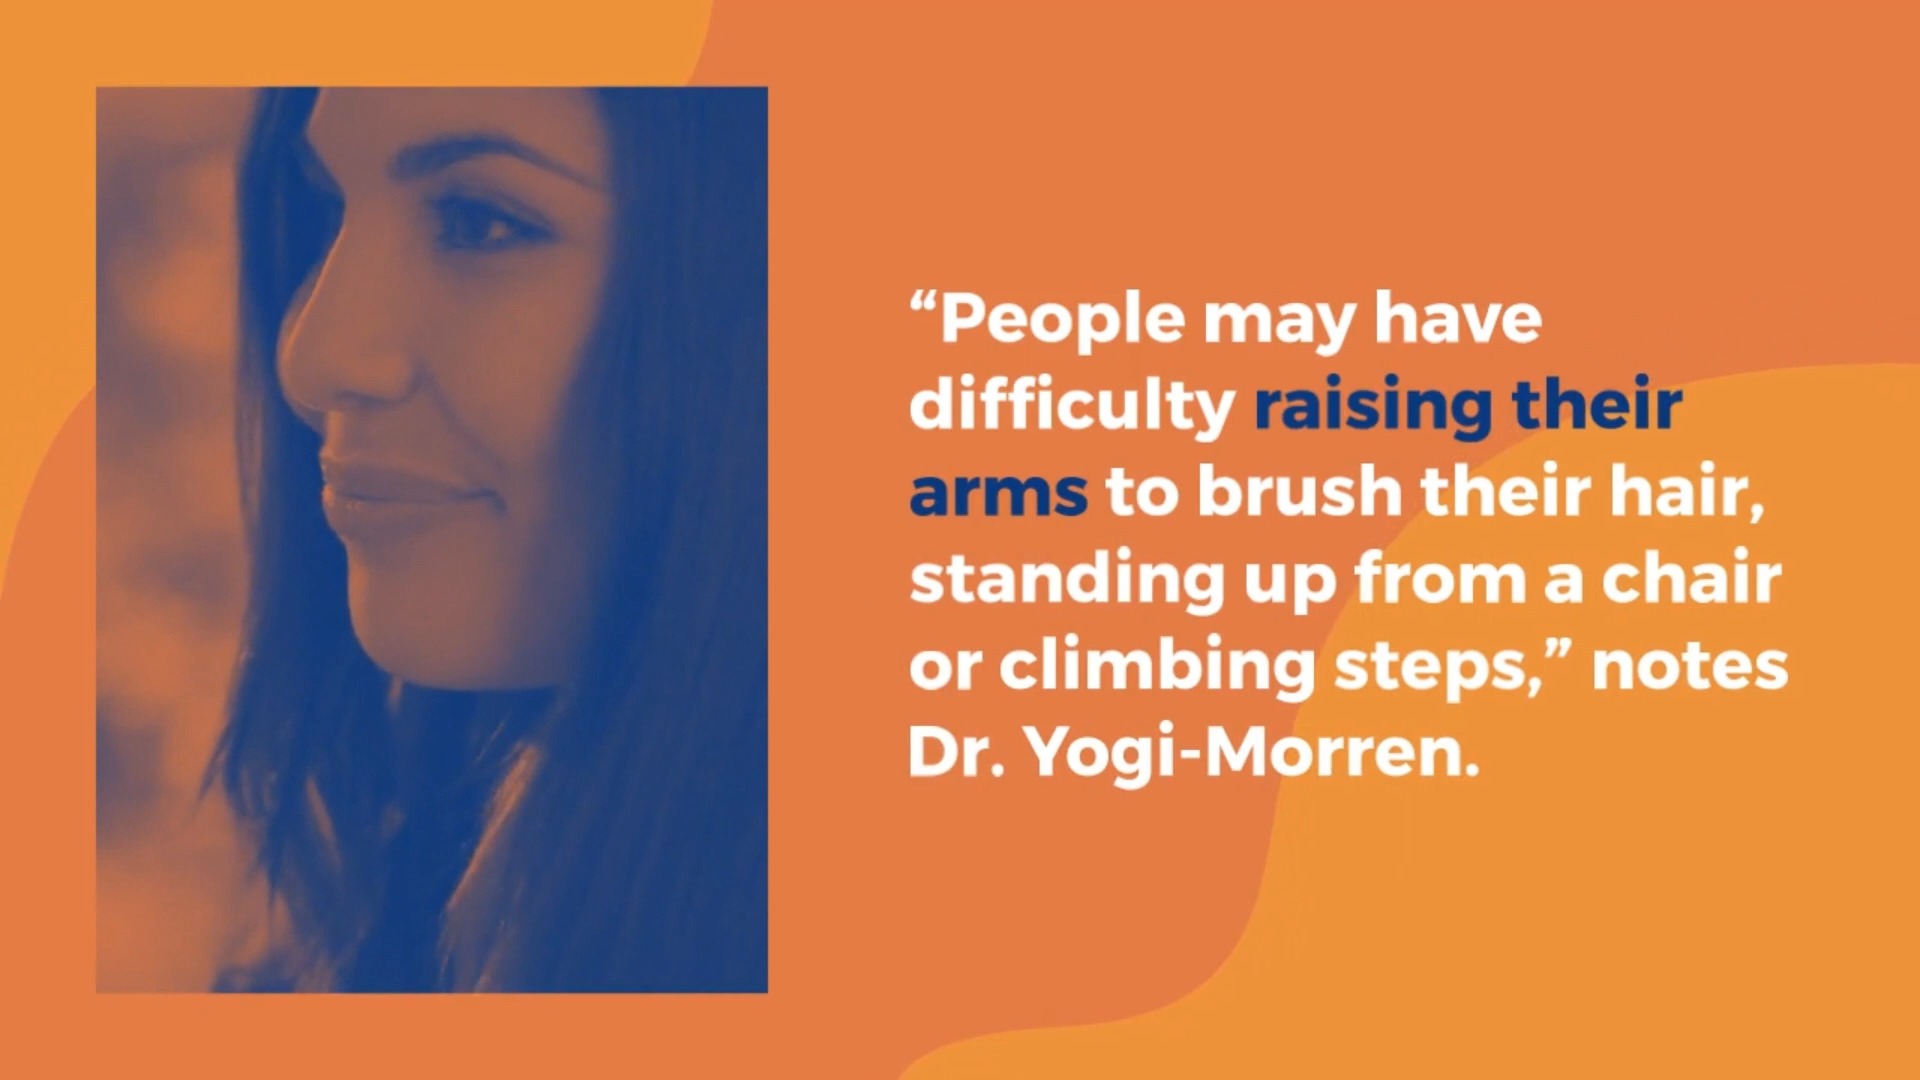 “People may have
difficulty raising their
arms to brush their hair,
standing up from a chair
or climbing steps,” notes
Dr. Yogi-Morren.